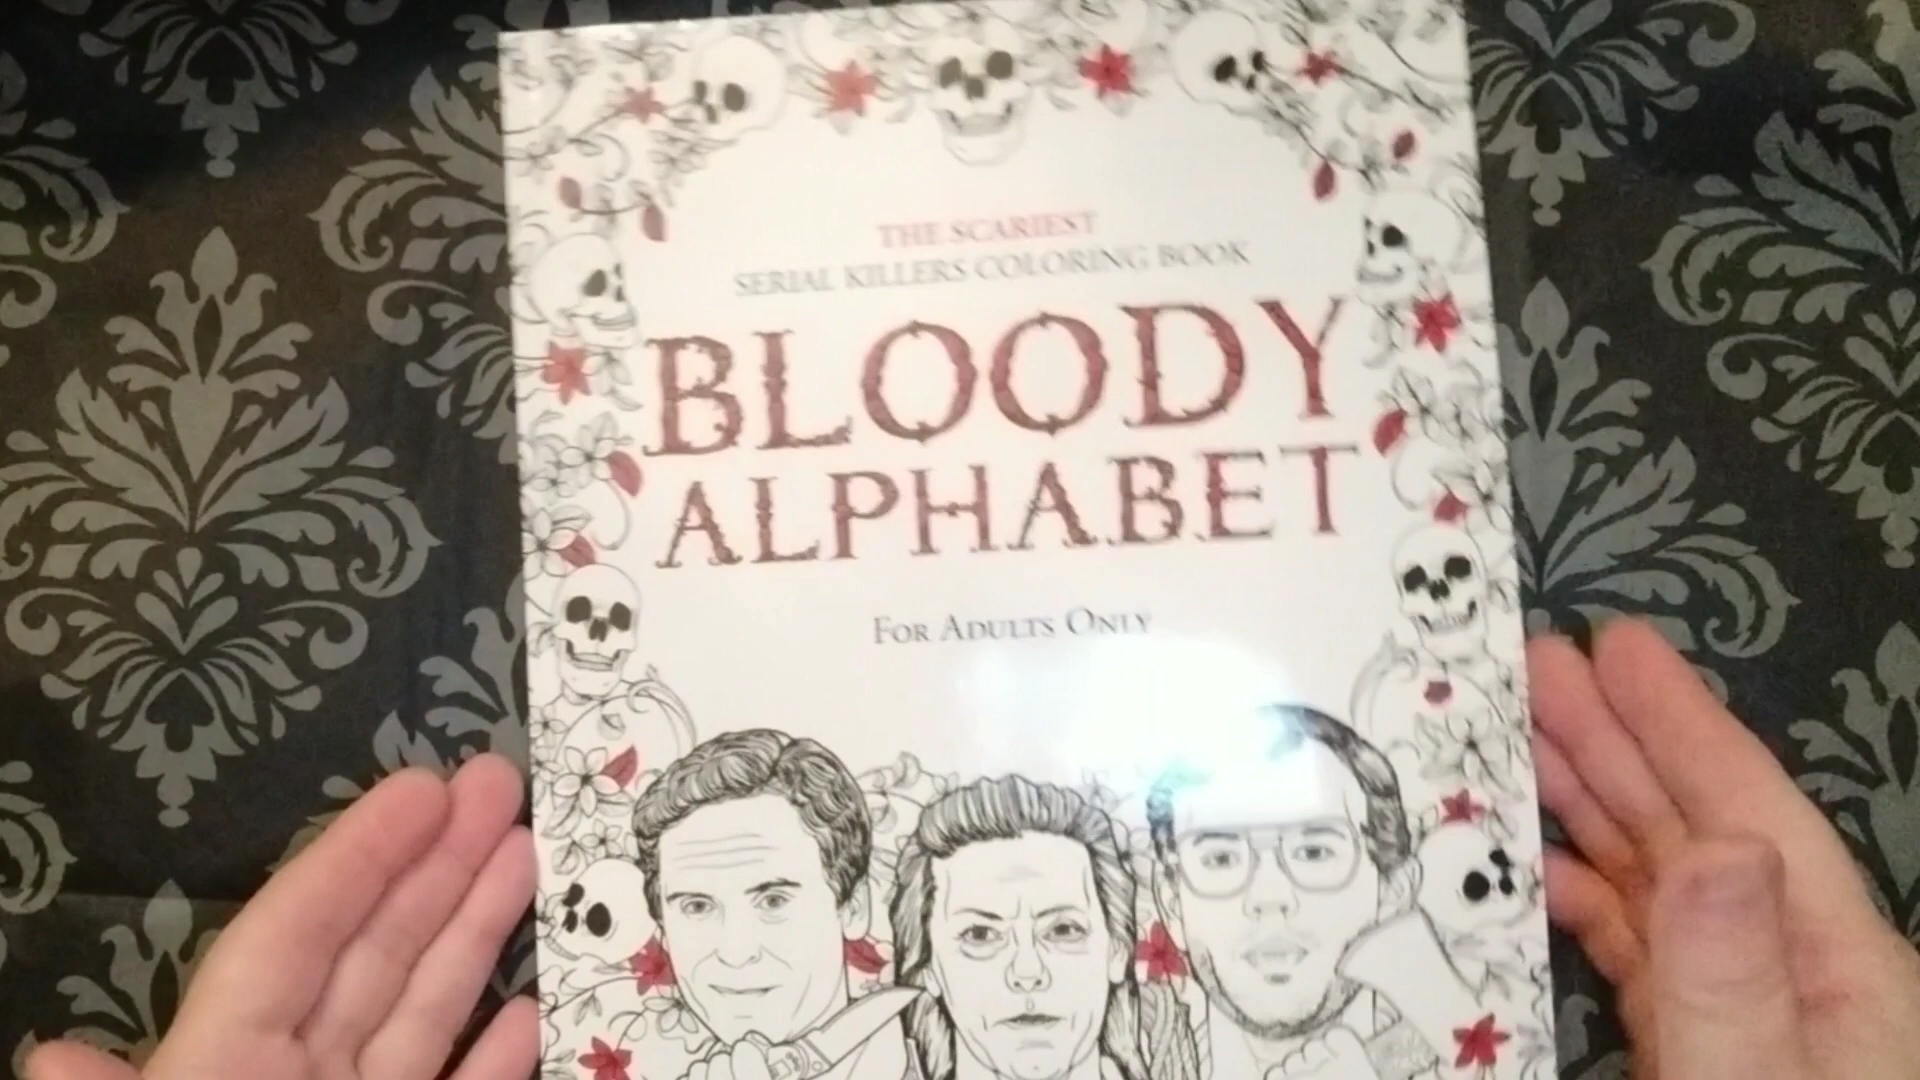 THE SCARIEST
SERIAL KILLERS COLORING BOOK
BLOODY
ALPHABET
FOR ADULTS ONLY